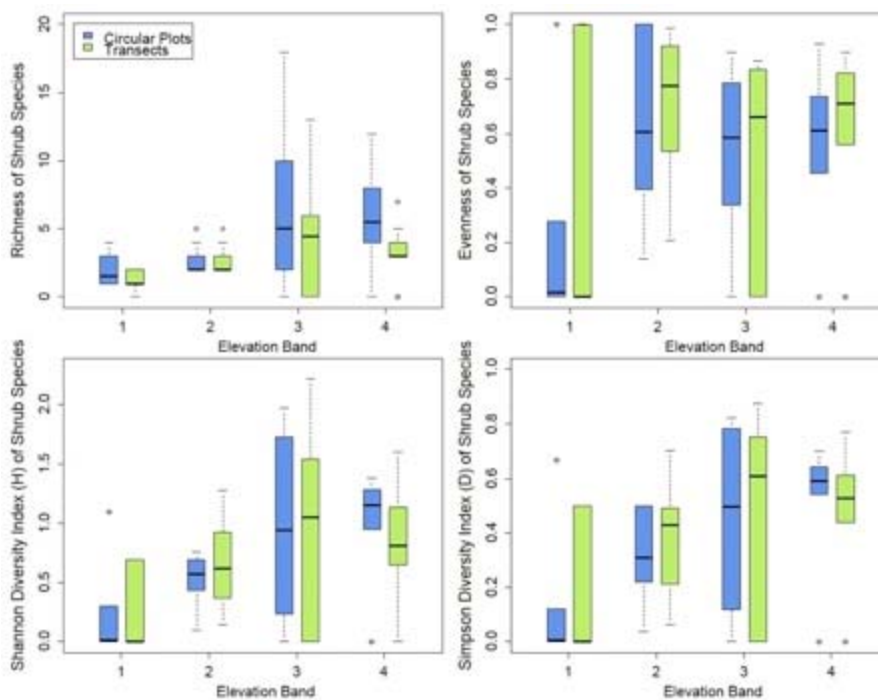 Circular Plots
Transects
Richness of Shrub Species
20
15
10
5
0
1 2 3 4
Elevation Band
Evenness of Shrub Species
1.0
0.8
0.6
0.4
0.2
0.0
1 2 3 4
Elevation Band
Shannon Diversity Index (H) of Shrub Species
2.0
1.5
1.0
0.5
0.0
1 2 3 4
Elevation Band
Simpson Diversity Index (D) of Shrub Species
1.0
0.8
0.6
0.4
0.2
0.0
1 2 3 4
Elevation Band